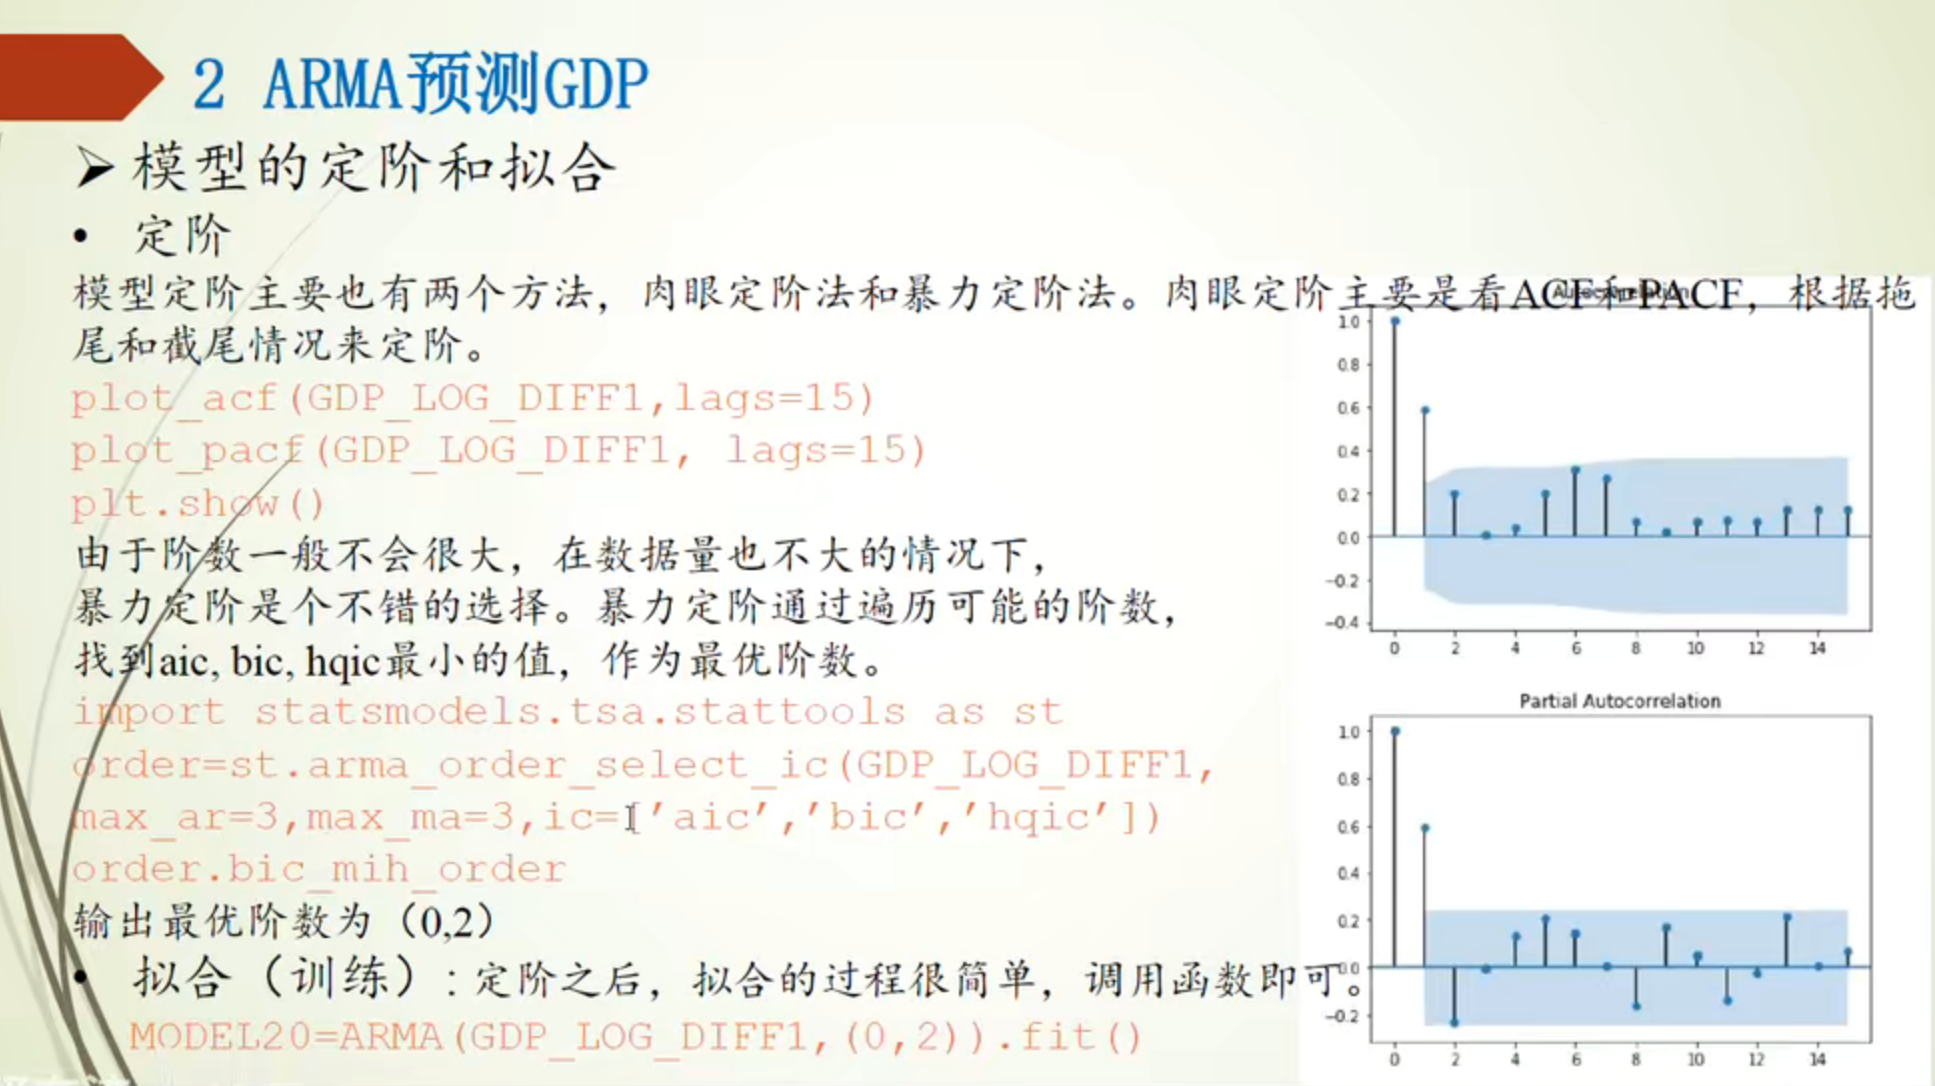 2 ARMA预测GDP
➢模型的定阶和拟合
• 定阶
模型定阶主要也有两个方法，肉眼定阶法和暴力定阶法。肉眼定阶主要是看ACF和PACF，根据拖
尾和截尾情况来定阶。
plot_acf(GDP_LOG_DIFF1,lags=15)
plot_pacf(GDP_LOG_DIFF1, lags=15)
plt.show()
由于阶数一般不会很大，在数据量也不大的情况下，
暴力定阶是个不错的选择。暴力定阶通过遍历可能的阶数，
找到aic, bic, hqic最小的值，作为最优阶数。
import statsmodels.tsa.stattools as st
order=st.arma_order_select_ic(GDP_LOG_DIFF1,
max_ar=3,max_ma=3,ic=['aic','bic','hqic'])
order.bic_mih_order
输出最优阶数为（0,2）
• 拟合（训练）: 定阶之后，拟合的过程很简单，调用函数即可。
MODEL20=ARMA(GDP_LOG_DIFF1,(0,2)).fit()
Autocorrelation
1.0
0.8
0.6
0.4
0.2
0.0
−0.2
−0.4
0 2 4 6 8 10 12 14
Partial Autocorrelation
1.0
0.8
0.6
0.4
0.2
0.0
−0.2
0 2 4 6 8 10 12 14